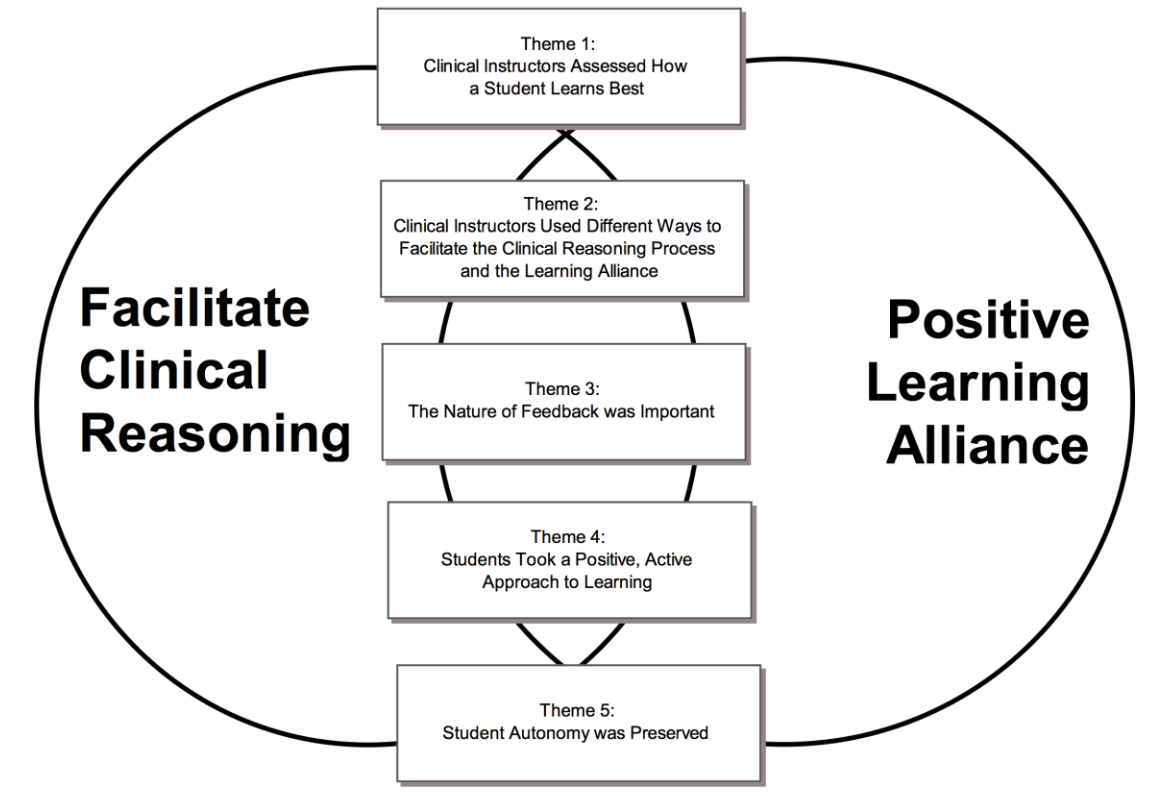 Theme 1:
Clinical Instructors Assessed How
a Student Learns Best
Theme 2:
Clinical Instructors Used Different Ways to
Facilitate the Clinical Reasoning Process
and the Learning Alliance
Facilitate
Clinical
Reasoning
Positive
Learning
Alliance
Theme 3:
The Nature of Feedback was Important
Theme 4:
Students Took a Positive, Active
Approach to Learning
Theme 5:
Student Autonomy was Preserved